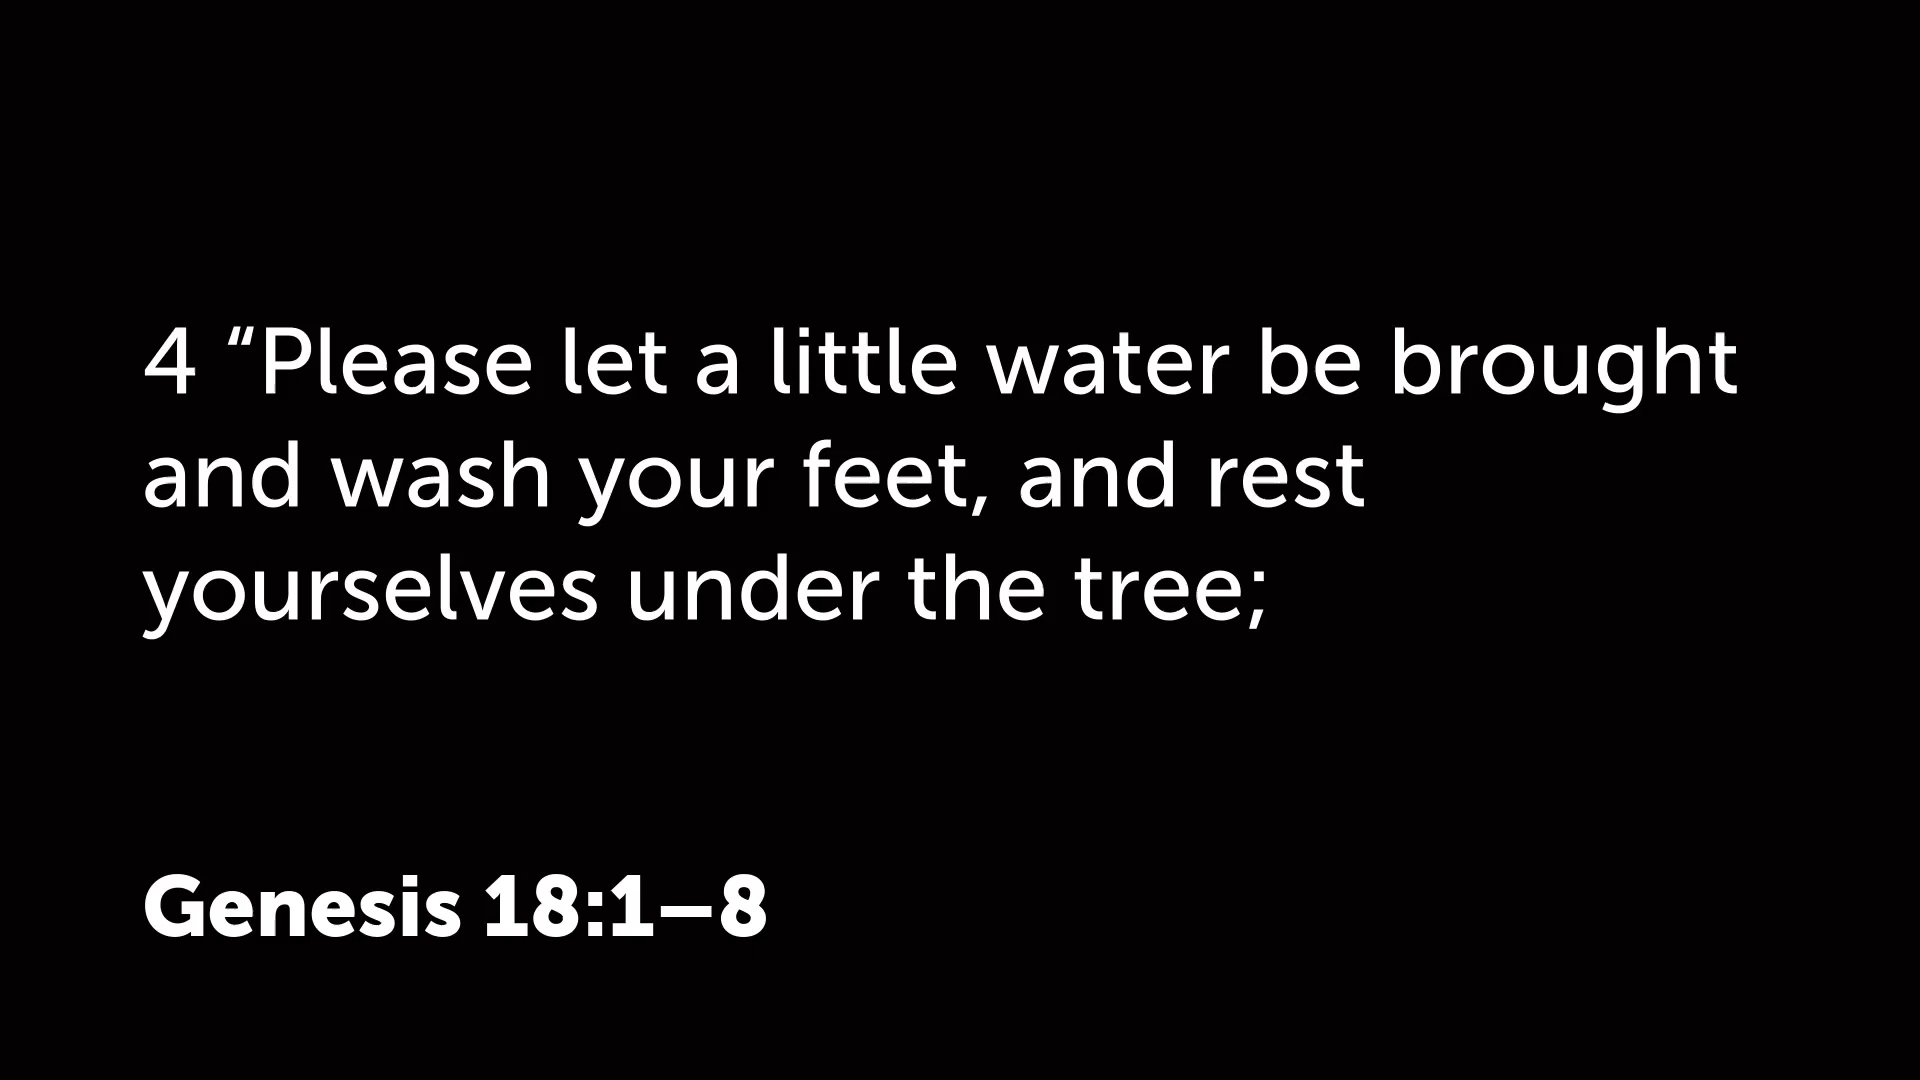 4 “Please let a little water be brought
and wash your feet, and rest
yourselves under the tree;
Genesis 18:1–8